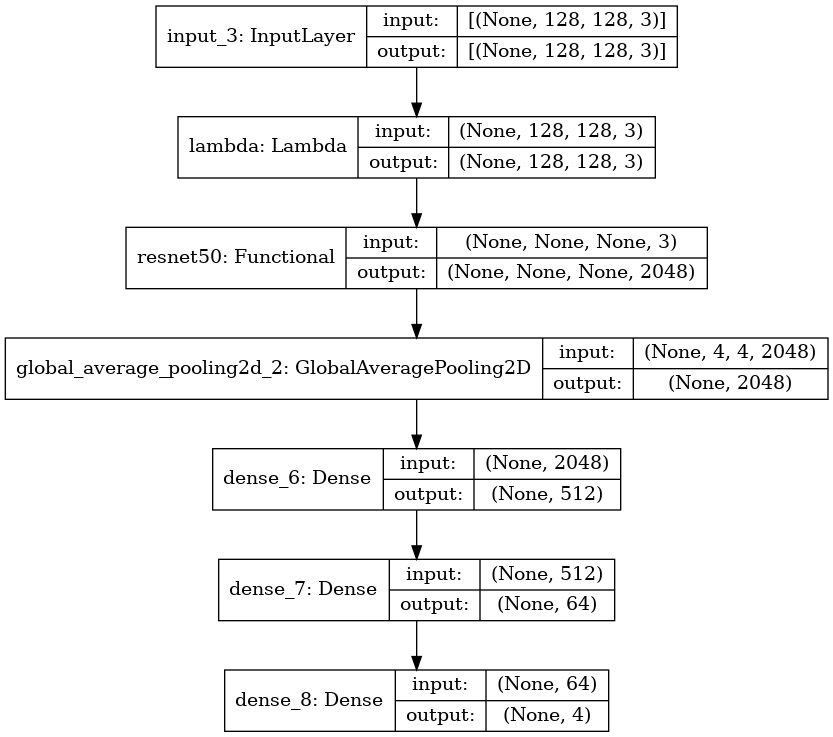 input_3: InputLayer
input: [(None, 128, 128, 3)]
output: [(None, 128, 128, 3)]
lambda: Lambda
input: (None, 128, 128, 3)
output: (None, 128, 128, 3)
resnet50: Functional
input: (None, None, None, 3)
output: (None, None, None, 2048)
global_average_pooling2d_2: GlobalAveragePooling2D
input: (None, 4, 4, 2048)
output: (None, 2048)
dense_6: Dense
input: (None, 2048)
output: (None, 512)
dense_7: Dense
input: (None, 512)
output: (None, 64)
dense_8: Dense
input: (None, 64)
output: (None, 4)